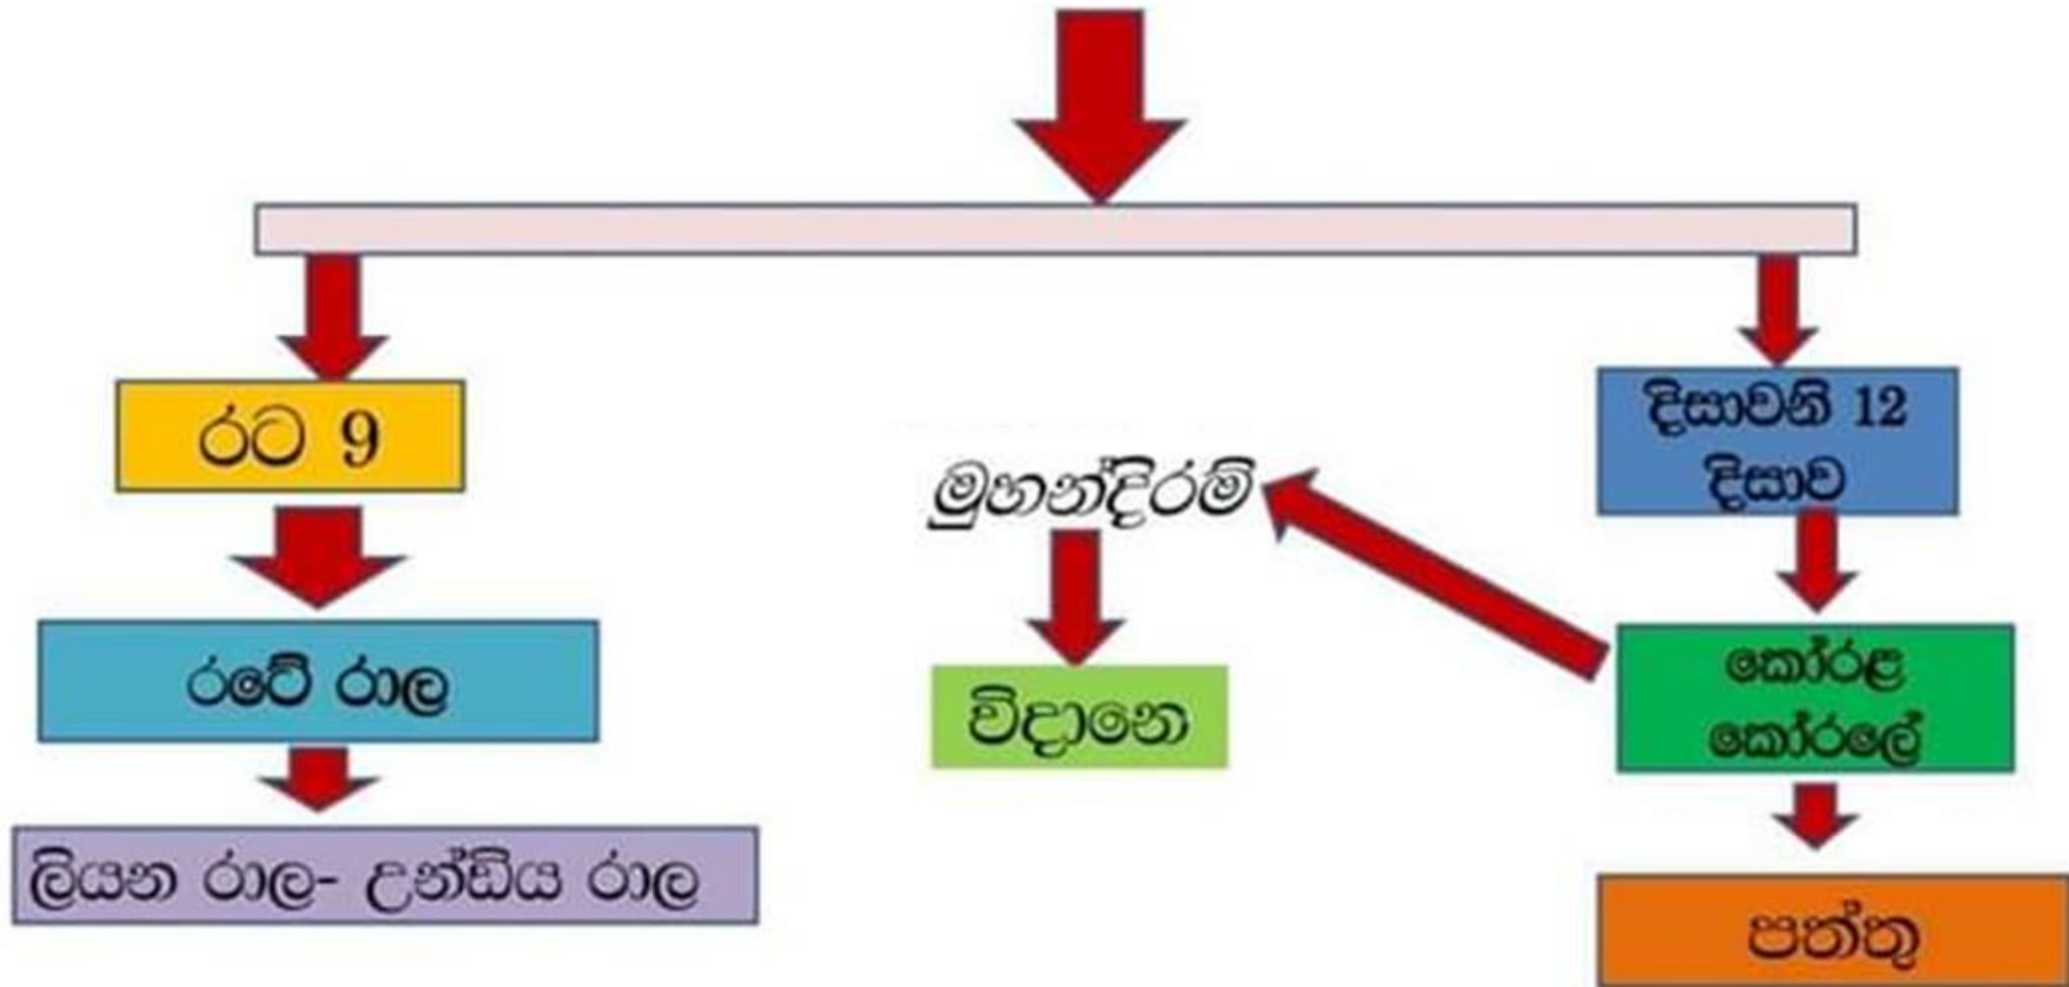 රට 9
රටේ රාල
ලියන රාල- උන්ඩිය රාල
මුහන්දිරම්
විදානෙ
දිසාවනි 12
දිසාව
කෝරළ
කෝරලේ
පත්තු